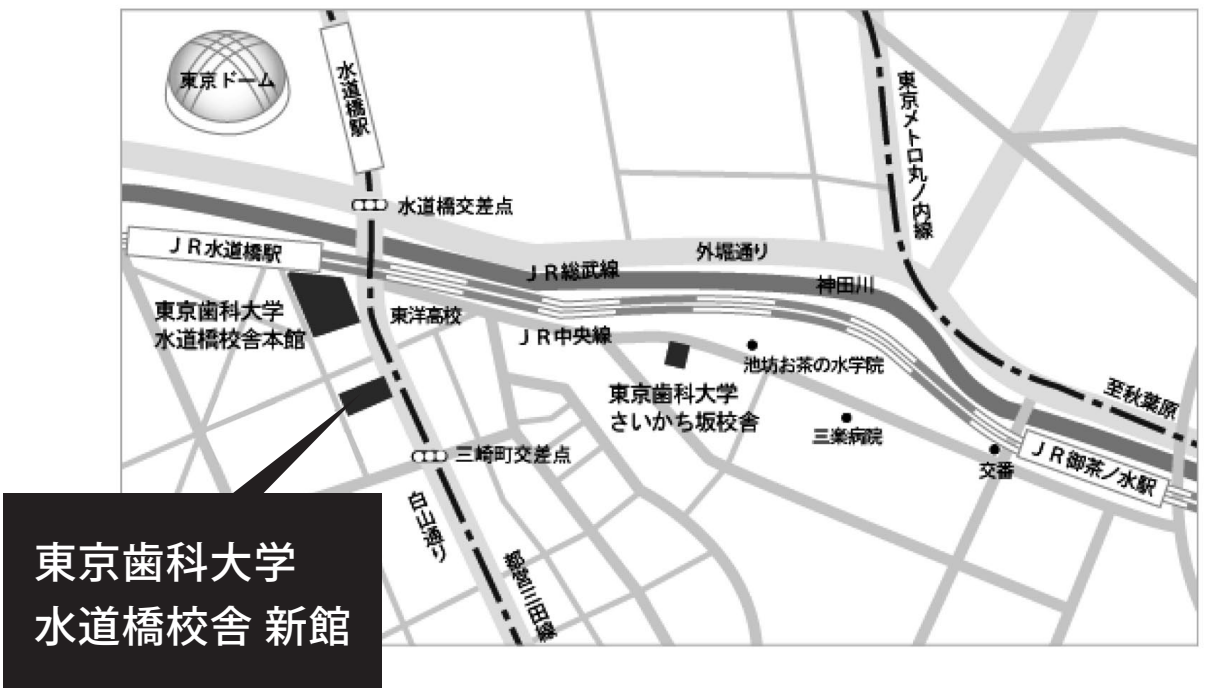 東京ドーム
水道橋駅
東京メトロ丸ノ内線
水道橋交差点
外堀通り
JR水道橋駅
JR総武線
神田川
東京歯科大学
水道橋校舎本館
東洋高校
JR中央線
池坊お茶の水学院
東京歯科大学
さいかち坂校舎
至秋葉原
三楽病院
三崎町交差点
交番
JR御茶ノ水駅
白山通り
都営三田線
東京歯科大学
水道橋校舎 新館